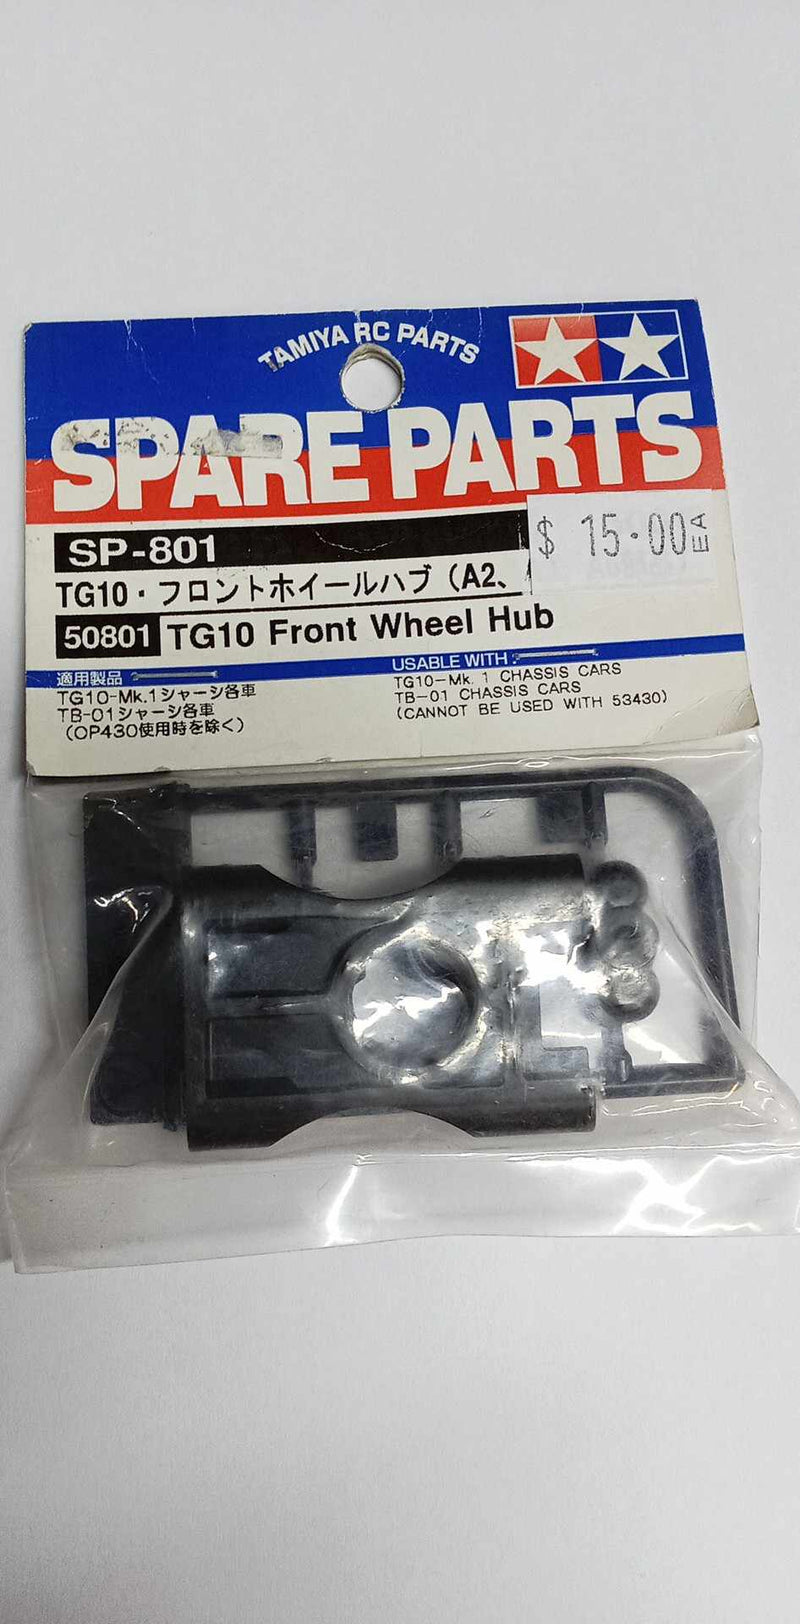 TAMIYA RC PARTS
SPARE PARTS
SP-801
$ 15.00 EA
TG10・フロントホイールハブ (A2、
50801 TG10 Front Wheel Hub
適用製品
TG10-Mk.1シャーシ各車
TB-01シャーシ各車
(OP430使用時を除く)
USABLE WITH
TG10-Mk. 1 CHASSIS CARS
TB-01 CHASSIS CARS
(CANNOT BE USED WITH 53430)